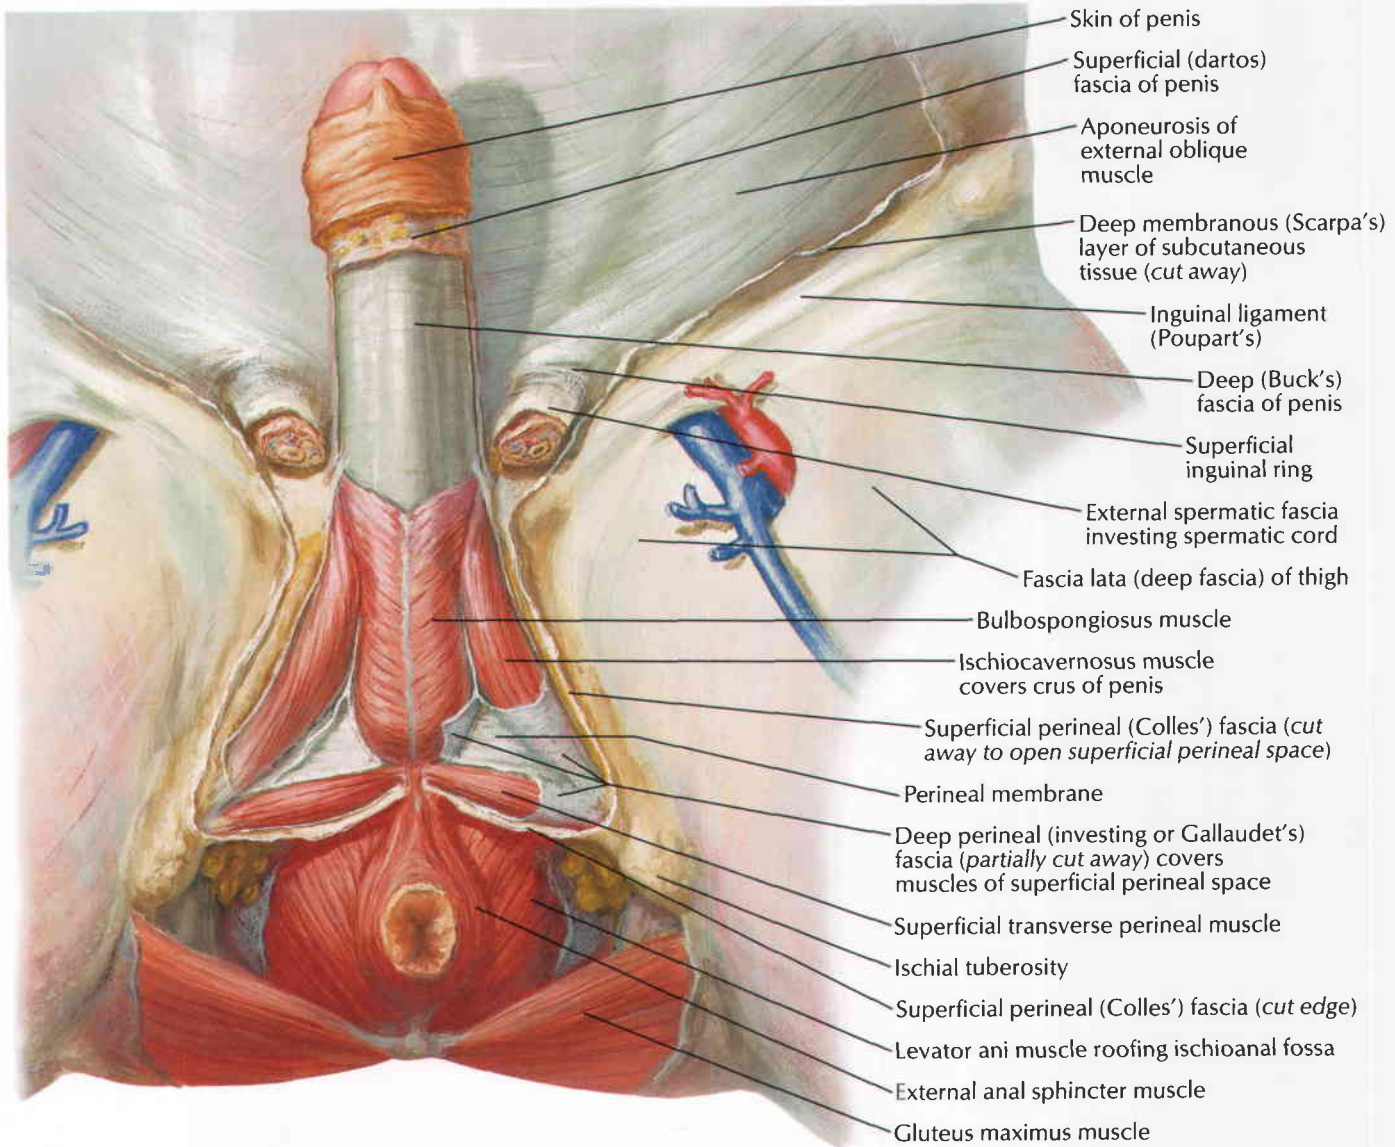 Skin of penis
Superficial (dartos)
fascia of penis
Aponeurosis of
external oblique
muscle
Deep membranous (Scarpa's)
layer of subcutaneous
tissue (cut away)
Inguinal ligament
(Poupart's)
Deep (Buck's)
fascia of penis
Superficial
inguinal ring
External spermatic fascia
investing spermatic cord
Fascia lata (deep fascia) of thigh
Bulbospongiosus muscle
Ischiocavernosus muscle
covers crus of penis
Superficial perineal (Colles') fascia (cut
away to open superficial perineal space)
Perineal membrane
Deep perineal (investing or Gallaudet's)
fascia (partially cut away) covers
muscles of superficial perineal space
Superficial transverse perineal muscle
Ischial tuberosity
Superficial perineal (Colles') fascia (cut edge)
Levator ani muscle roofing ischioanal fossa
External anal sphincter muscle
Gluteus maximus muscle